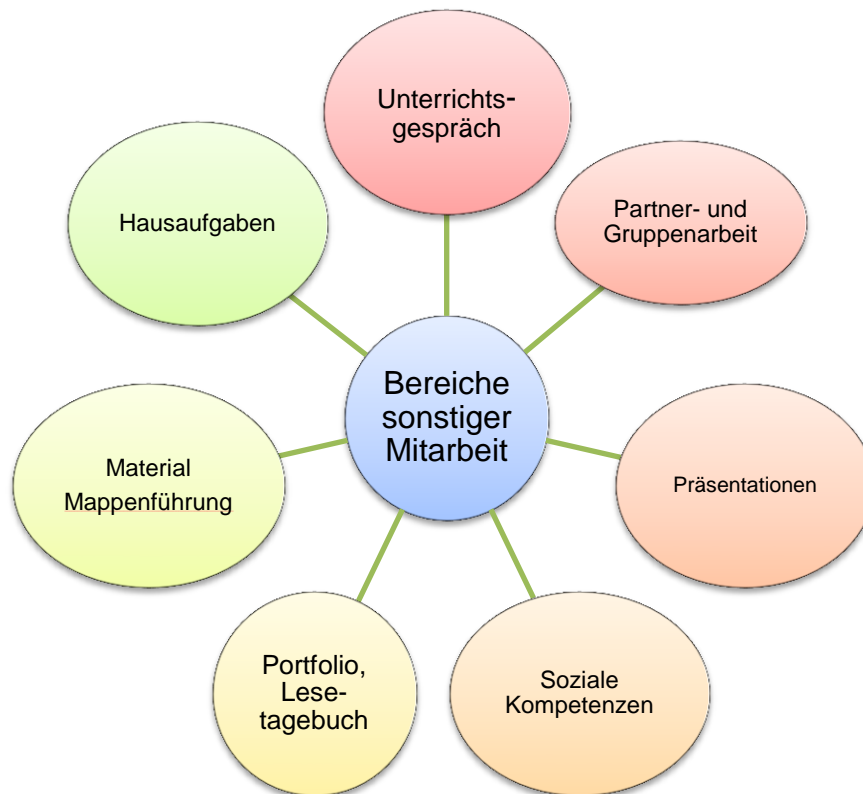 Unterrichts-
gespräch
Partner- und
Gruppenarbeit
Hausaufgaben
Bereiche
sonstiger
Mitarbeit
Material
Mappenführung
Präsentationen
Portfolio,
Lese-
tagebuch
Soziale
Kompetenzen